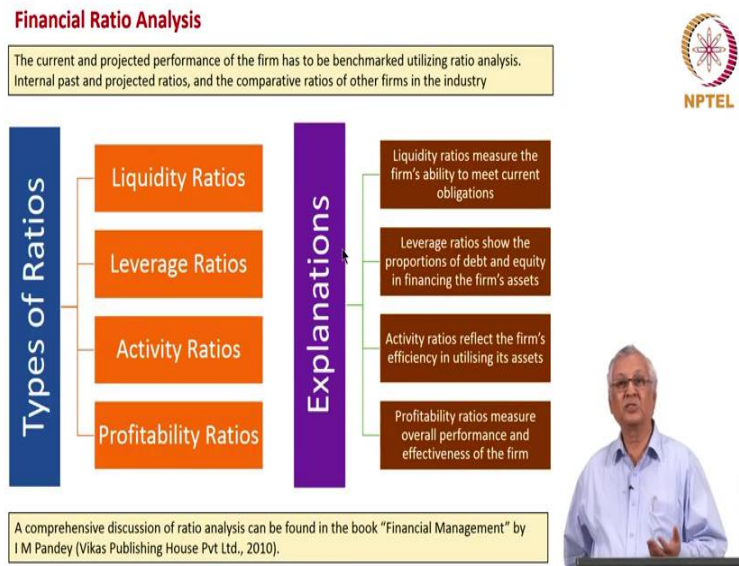 Financial Ratio Analysis
The current and projected performance of the firm has to be benchmarked utilizing ratio analysis.
Internal past and projected ratios, and the comparative ratios of other firms in the industry
NPTEL
Types of Ratios
Liquidity Ratios
Leverage Ratios
Activity Ratios
Profitability Ratios
Explanations
Liquidity ratios measure the
firm's ability to meet current
obligations
Leverage ratios show the
proportions of debt and equity
in financing the firm's assets
Activity ratios reflect the firm's
efficiency in utilising its assets
Profitability ratios measure
overall performance and
effectiveness of the firm
A comprehensive discussion of ratio analysis can be found in the book “Financial Management” by
I M Pandey (Vikas Publishing House Pvt Ltd., 2010).